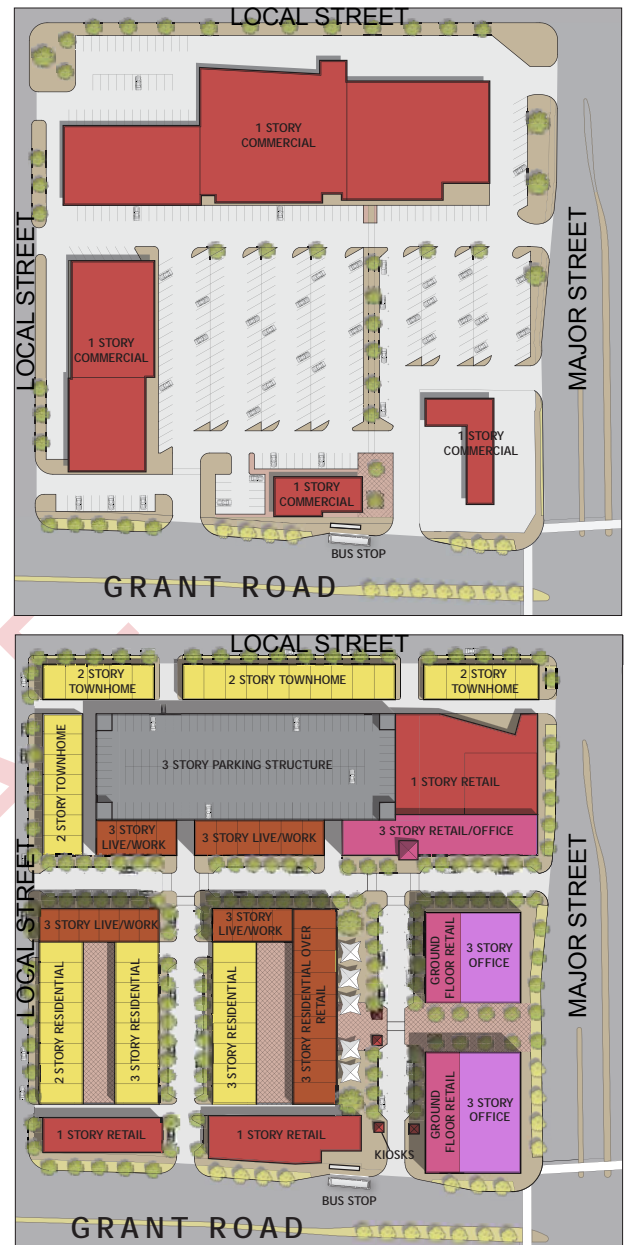 LOCAL STREET
1 STORY
COMMERCIAL
LOCAL STREET
MAJOR STREET
1 STORY
COMMERCIAL
1 STORY
COMMERCIAL
1 STORY
COMMERCIAL
BUS STOP
GRANT ROAD
LOCAL STREET
2 STORY
TOWNHOME
2 STORY TOWNHOME
2 STORY
TOWNHOME
2 STORY TOWNHOME
3 STORY PARKING STRUCTURE
1 STORY RETAIL
3 STORY
LIVE/WORK
3 STORY LIVE/WORK
3 STORY RETAIL/OFFICE
LOCAL STREET
MAJOR STREET
3 STORY LIVE/WORK
3 STORY
LIVE/WORK
2 STORY RESIDENTIAL
3 STORY RESIDENTIAL
3 STORY RESIDENTIAL
3 STORY RESIDENTIAL OVER
RETAIL
GROUND
FLOOR RETAIL
3 STORY
OFFICE
GROUND
FLOOR RETAIL
3 STORY
OFFICE
1 STORY RETAIL
1 STORY RETAIL
KIOSKS
BUS STOP
GRANT ROAD